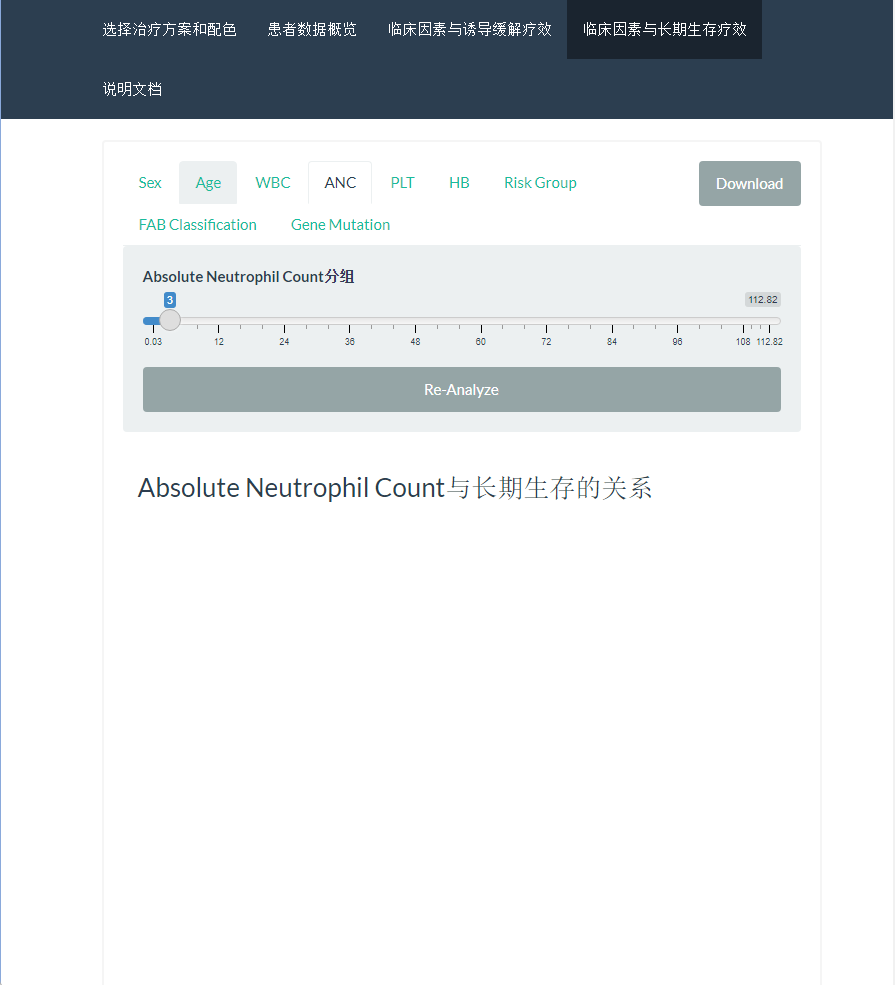 选择治疗方案和配色 患者数据概览 临床因素与诱导缓解疗效 临床因素与长期生存疗效
说明文档
Sex Age WBC ANC PLT HB Risk Group Download
FAB Classification Gene Mutation
Absolute Neutrophil Count分组
3 112.82
0.03 12 24 36 48 60 72 84 96 108 112.82
Re-Analyze
Absolute Neutrophil Count与长期生存的关系